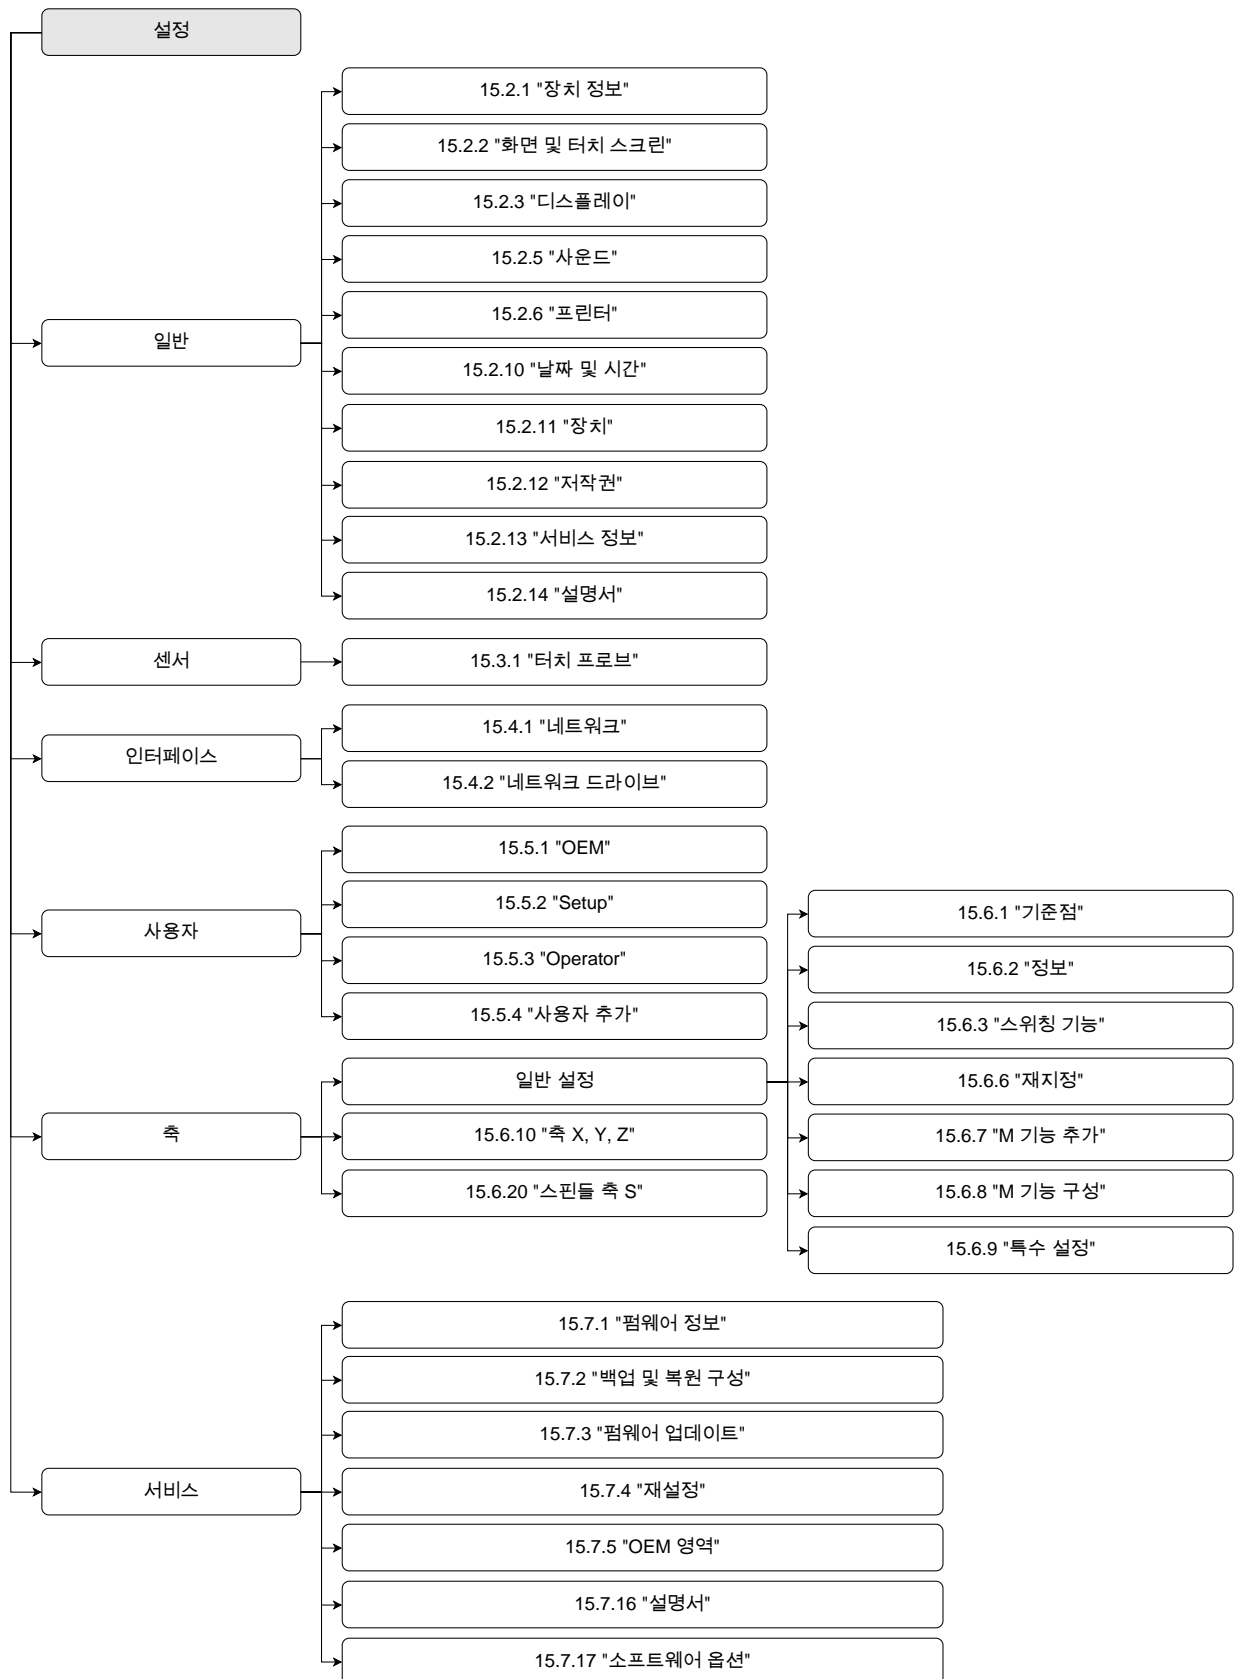 설정
일반
15.2.1 "장치 정보"
15.2.2 "화면 및 터치 스크린"
15.2.3 "디스플레이"
15.2.5 "사운드"
15.2.6 "프린터"
15.2.10 "날짜 및 시간"
15.2.11 "장치"
15.2.12 "저작권"
15.2.13 "서비스 정보"
15.2.14 "설명서"
센서
15.3.1 "터치 프로브"
인터페이스
15.4.1 "네트워크"
15.4.2 "네트워크 드라이브"
사용자
15.5.1 "OEM"
15.5.2 "Setup"
15.5.3 "Operator"
15.5.4 "사용자 추가"
축
일반 설정
15.6.1 "기준점"
15.6.2 "정보"
15.6.3 "스위칭 기능"
15.6.6 "재지정"
15.6.7 "M 기능 추가"
15.6.8 "M 기능 구성"
15.6.9 "특수 설정"
15.6.10 "축 X, Y, Z"
15.6.20 "스핀들 축 S"
서비스
15.7.1 "펌웨어 정보"
15.7.2 "백업 및 복원 구성"
15.7.3 "펌웨어 업데이트"
15.7.4 "재설정"
15.7.5 "OEM 영역"
15.7.16 "설명서"
15.7.17 "소프트웨어 옵션"